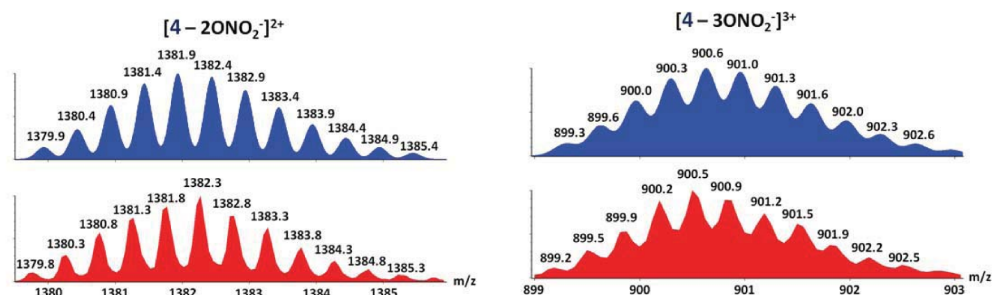 [4 – 2ONO₂⁻]²⁺
1379.9 1380.4 1380.9 1381.4 1381.9 1382.4 1382.9 1383.4 1383.9 1384.4 1384.9 1385.4
1379.8 1380.3 1380.8 1381.3 1381.8 1382.3 1382.8 1383.3 1383.8 1384.3 1384.8 1385.3
1380 1381 1382 1383 1384 1385 m/z
[4 – 3ONO₂⁻]³⁺
899.3 899.6 900.0 900.3 900.6 901.0 901.3 901.6 902.0 902.3 902.6
899.2 899.5 899.9 900.2 900.5 900.9 901.2 901.5 901.9 902.2 902.5
899 900 901 902 903 m/z